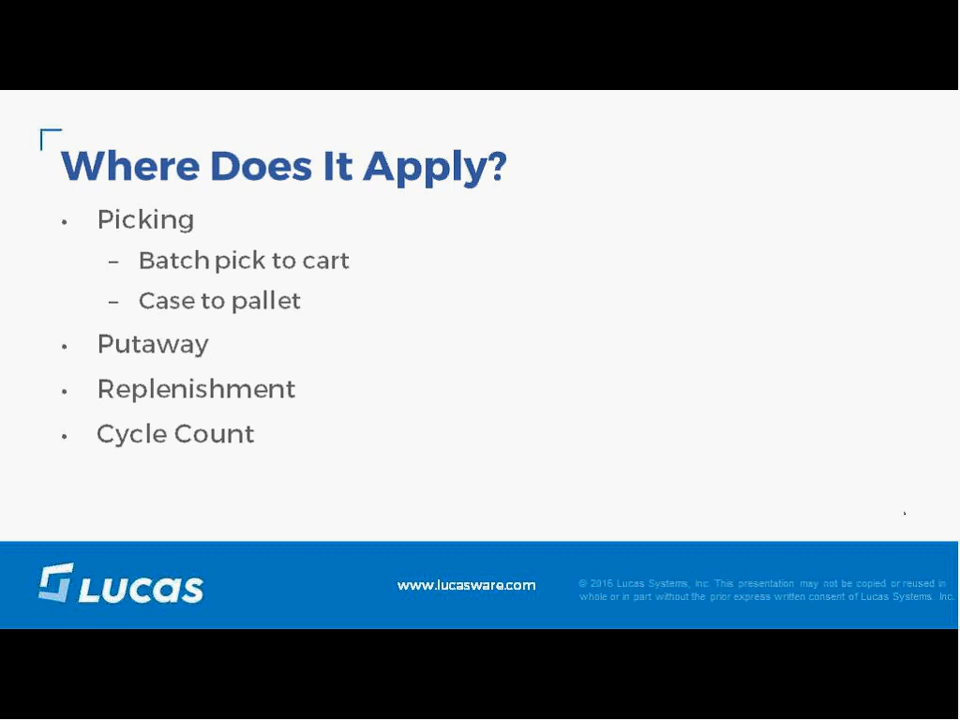 Where Does It Apply?
• Picking
– Batch pick to cart
– Case to pallet
• Putaway
• Replenishment
• Cycle Count
LUCAS
www.lucasware.com
© 2016 Lucas Systems, Inc. This presentation may not be copied or reused in
whole or in part without the prior express written consent of Lucas Systems, Inc.